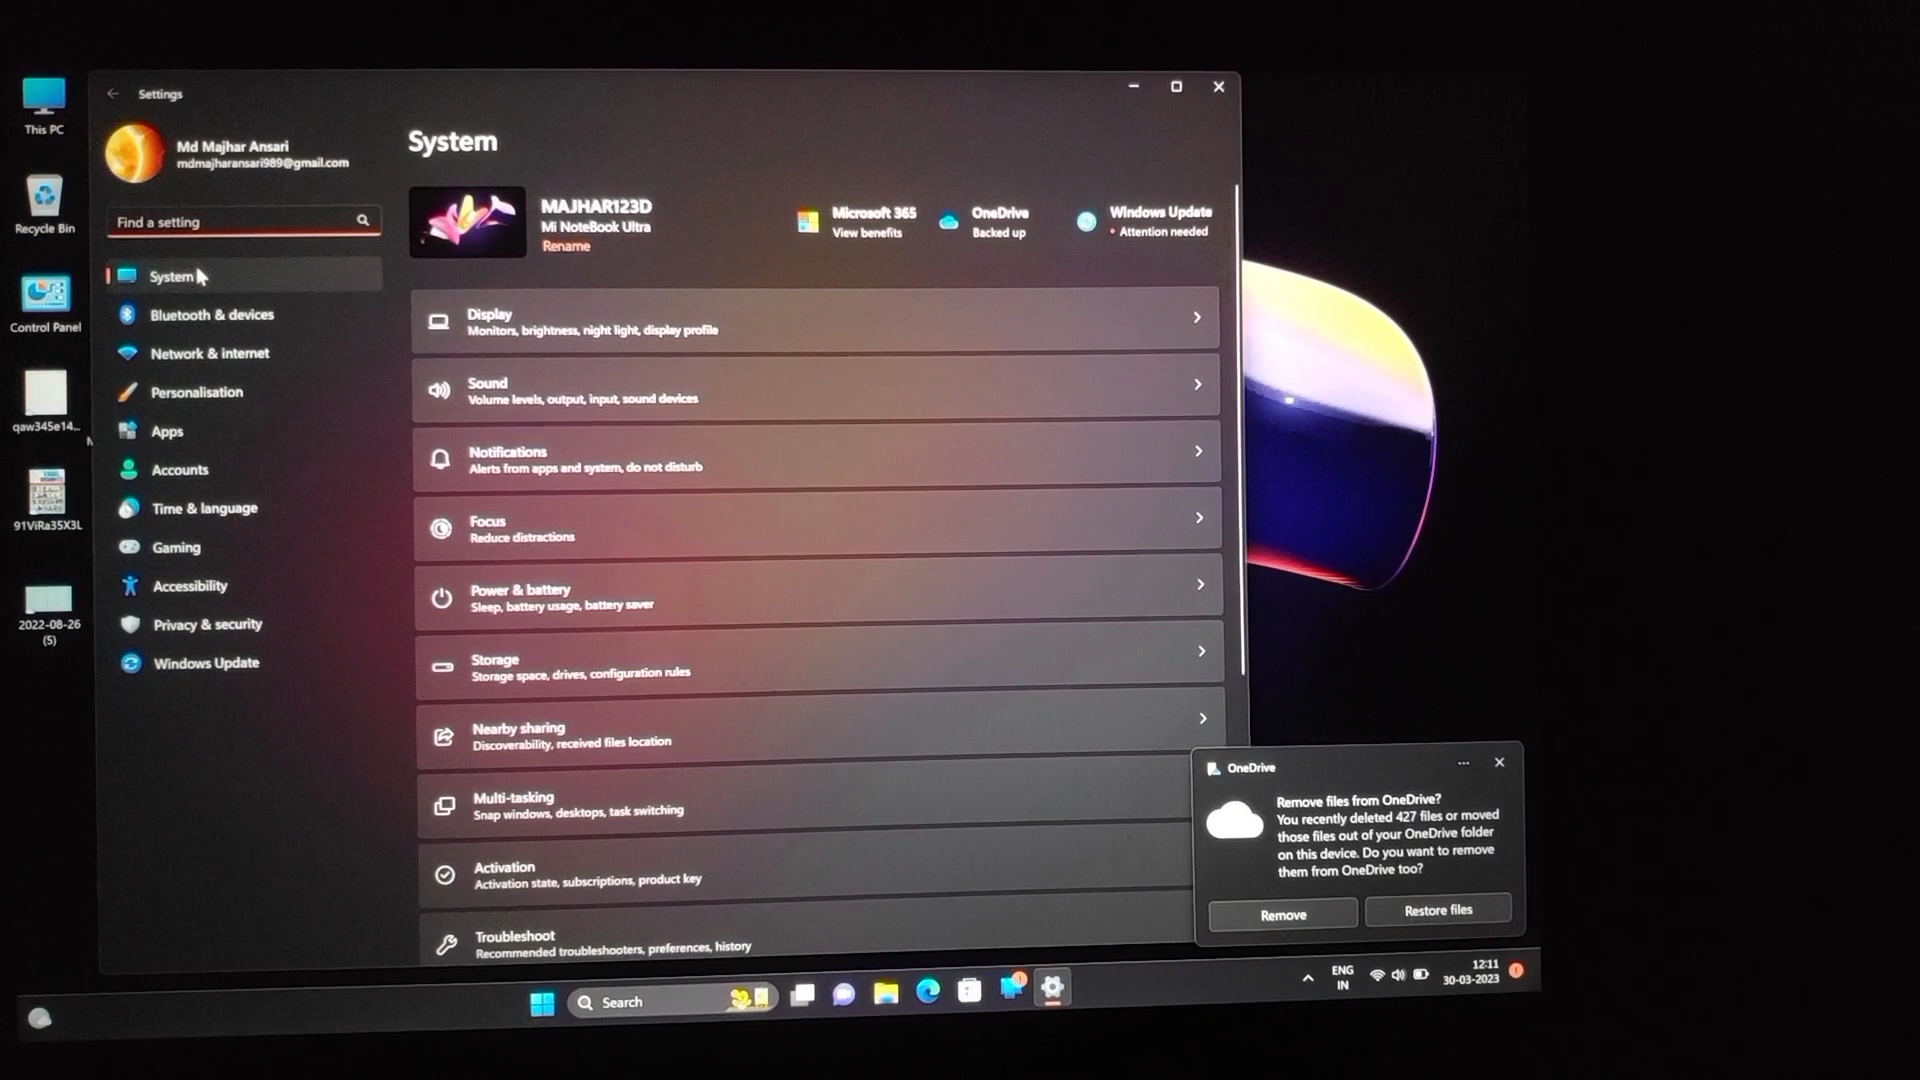 This PC
Recycle Bin
Control Panel
qaw345e14...
91ViRa35X3L
2022-08-26
(5)
Settings
Md Majhar Ansari
mdmajharansari989@gmail.com
Find a setting
System
Bluetooth & devices
Network & internet
Personalisation
Apps
Accounts
Time & language
Gaming
Accessibility
Privacy & security
Windows Update
System
MAJHAR123D
Mi NoteBook Ultra
Rename
Microsoft 365
View benefits
OneDrive
Backed up
Windows Update
Attention needed
Display
Monitors, brightness, night light, display profile
Sound
Volume levels, output, input, sound devices
Notifications
Alerts from apps and system, do not disturb
Focus
Reduce distractions
Power & battery
Sleep, battery usage, battery saver
Storage
Storage space, drives, configuration rules
Nearby sharing
Discoverability, received files location
Multi-tasking
Snap windows, desktops, task switching
Activation
Activation state, subscriptions, product key
Troubleshoot
Recommended troubleshooters, preferences, history
OneDrive
Remove files from OneDrive?
You recently deleted 427 files or moved
those files out of your OneDrive folder
on this device. Do you want to remove
them from OneDrive too?
Remove
Restore files
Search
1
ENG
IN
12:11
30-03-2023
1